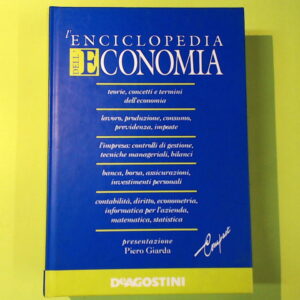 l'ENCICLOPEDIA
DELL'ECONOMIA
teorie, concetti e termini
dell'economia
lavoro, produzione, consumo,
previdenza, imposte
l'impresa: controlli di gestione,
tecniche manageriali, bilanci
banca, borsa, assicurazioni,
investimenti personali
contabilità, diritto, econometria,
informatica per l'azienda,
matematica, statistica
presentazione
Piero Giarda
Compact
DeAGOSTINI